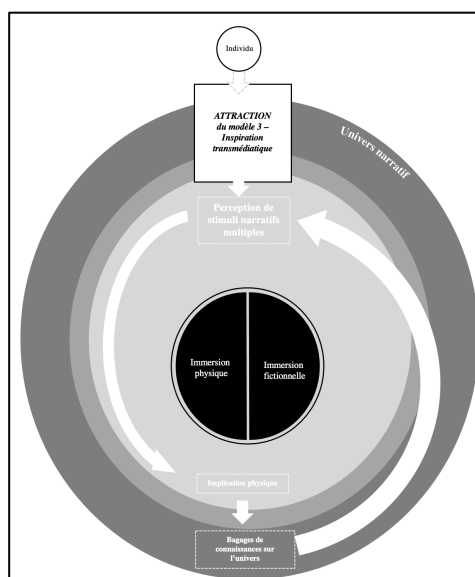 Individu
ATTRACTION
du modèle 3 –
Inspiration
transmédiatique
Univers narratif
Perception de
stimuli narratifs
multiples
Immersion
physique
Immersion
fictionnelle
Implication physique
Bagages de
connaissances sur
l'univers